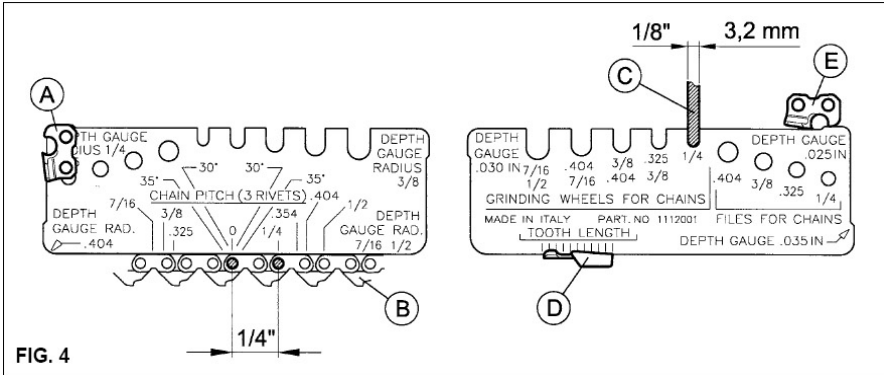 A
DEPTH GAUGE
RADIUS 1/4
30° 30°
35° 35°
CHAIN PITCH (3 RIVETS)
DEPTH
GAUGE
RADIUS
3/8
7/16 3/8 .325 0 1/4 .354 .404 1/2
DEPTH
GAUGE RAD.
.404
DEPTH
GAUGE RAD.
7/16 1/2
B
1/4"
FIG. 4
1/8" 3,2 mm
C
E
DEPTH
GAUGE
.030 IN
7/16
1/2
.404
7/16
3/8
.404
.325
3/8
1/4
DEPTH GAUGE
.025IN
.404 3/8 .325 1/4
GRINDING WHEELS FOR CHAINS
FILES FOR CHAINS
MADE IN ITALY PART. NO 1112001
TOOTH LENGTH
DEPTH GAUGE .035 IN
D